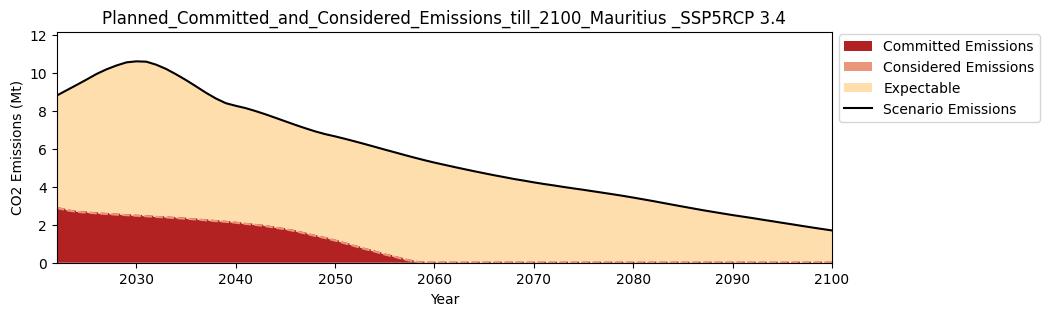 Planned_Committed_and_Considered_Emissions_till_2100_Mauritius _SSP5RCP 3.4
CO2 Emissions (Mt)
12
10
8
6
4
2
0
2030 2040 2050 2060 2070 2080 2090 2100
Year
Committed Emissions
Considered Emissions
Expectable
Scenario Emissions